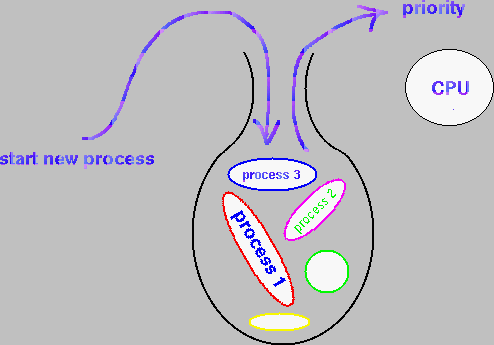 priority
CPU
start new process
process 3
process 2
process 1